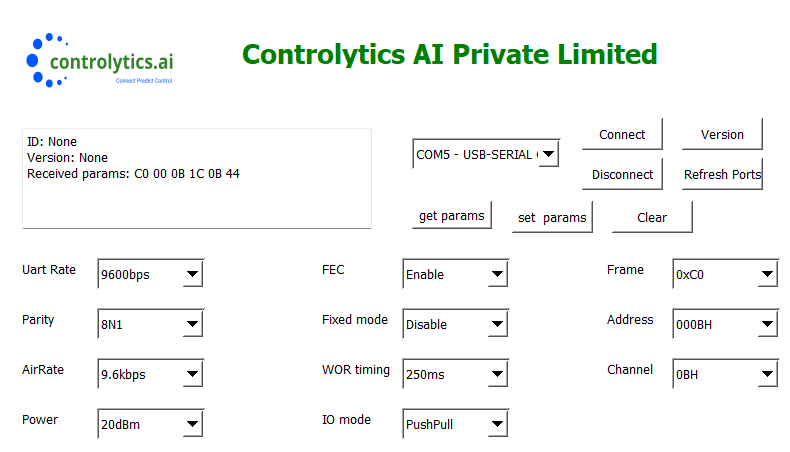 controlytics.ai
Connect Predict Control
Controlytics AI Private Limited
ID: None
Version: None
Received params: C0 00 0B 1C 0B 44
COM5 - USB-SERIAL
Connect
Version
Disconnect
Refresh Ports
get params
set params
Clear
Uart Rate 9600bps
FEC Enable
Frame 0xC0
Parity 8N1
Fixed mode Disable
Address 000BH
AirRate 9.6kbps
WOR timing 250ms
Channel 0BH
Power 20dBm
IO mode PushPull